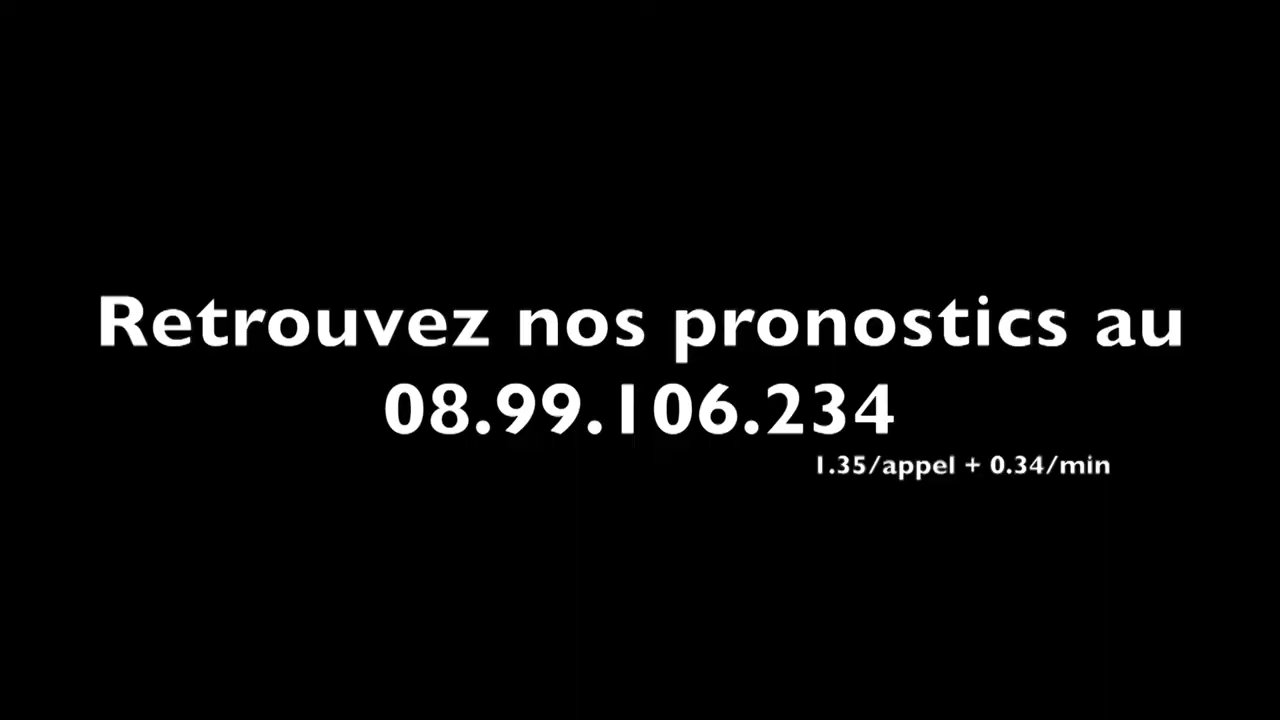 Retrouvez nos pronostics au
08.99.106.234
1.35/appel + 0.34/min